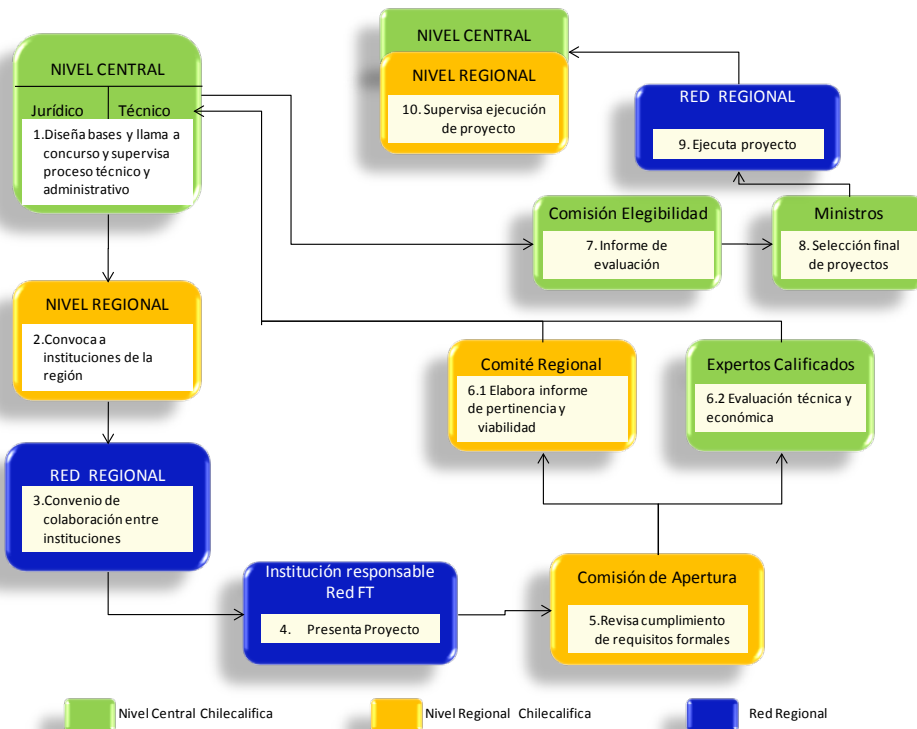 NIVEL CENTRAL
Jurídico Técnico
1.Diseña bases y llama a
concurso y supervisa
proceso técnico y
administrativo
NIVEL REGIONAL
2.Convoca a
instituciones de la
región
RED REGIONAL
3.Convenio de
colaboración entre
instituciones
Institución responsable
Red FT
4. Presenta Proyecto
Comisión de Apertura
5.Revisa cumplimiento
de requisitos formales
Comité Regional
6.1 Elabora informe
de pertinencia y
viabilidad
Expertos Calificados
6.2 Evaluación técnica y
económica
Comisión Elegibilidad
7. Informe de
evaluación
Ministros
8. Selección final
de proyectos
RED REGIONAL
9. Ejecuta proyecto
NIVEL CENTRAL
NIVEL REGIONAL
10. Supervisa ejecución
de proyecto
Nivel Central Chilecalifica
Nivel Regional Chilecalifica
Red Regional